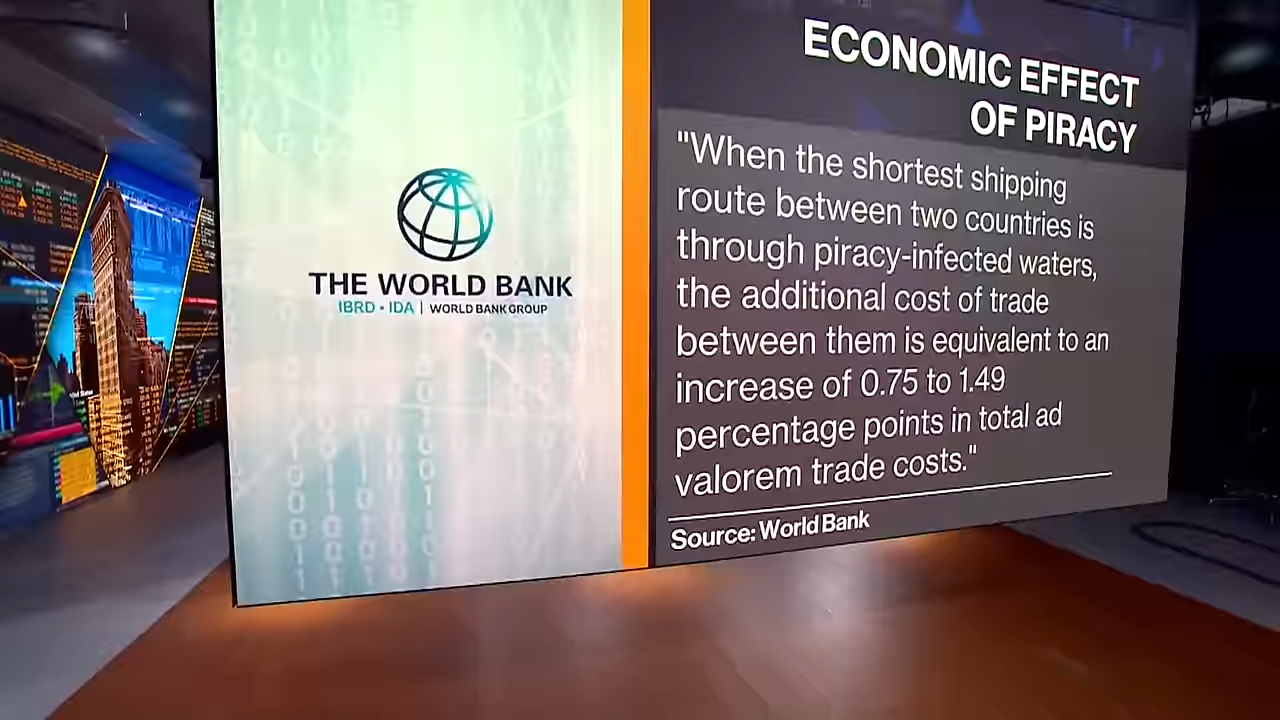 THE WORLD BANK
IBRD • IDA | WORLD BANK GROUP
ECONOMIC EFFECT
OF PIRACY
"When the shortest shipping
route between two countries is
through piracy-infected waters,
the additional cost of trade
between them is equivalent to an
increase of 0.75 to 1.49
percentage points in total ad
valorem trade costs."
Source: World Bank